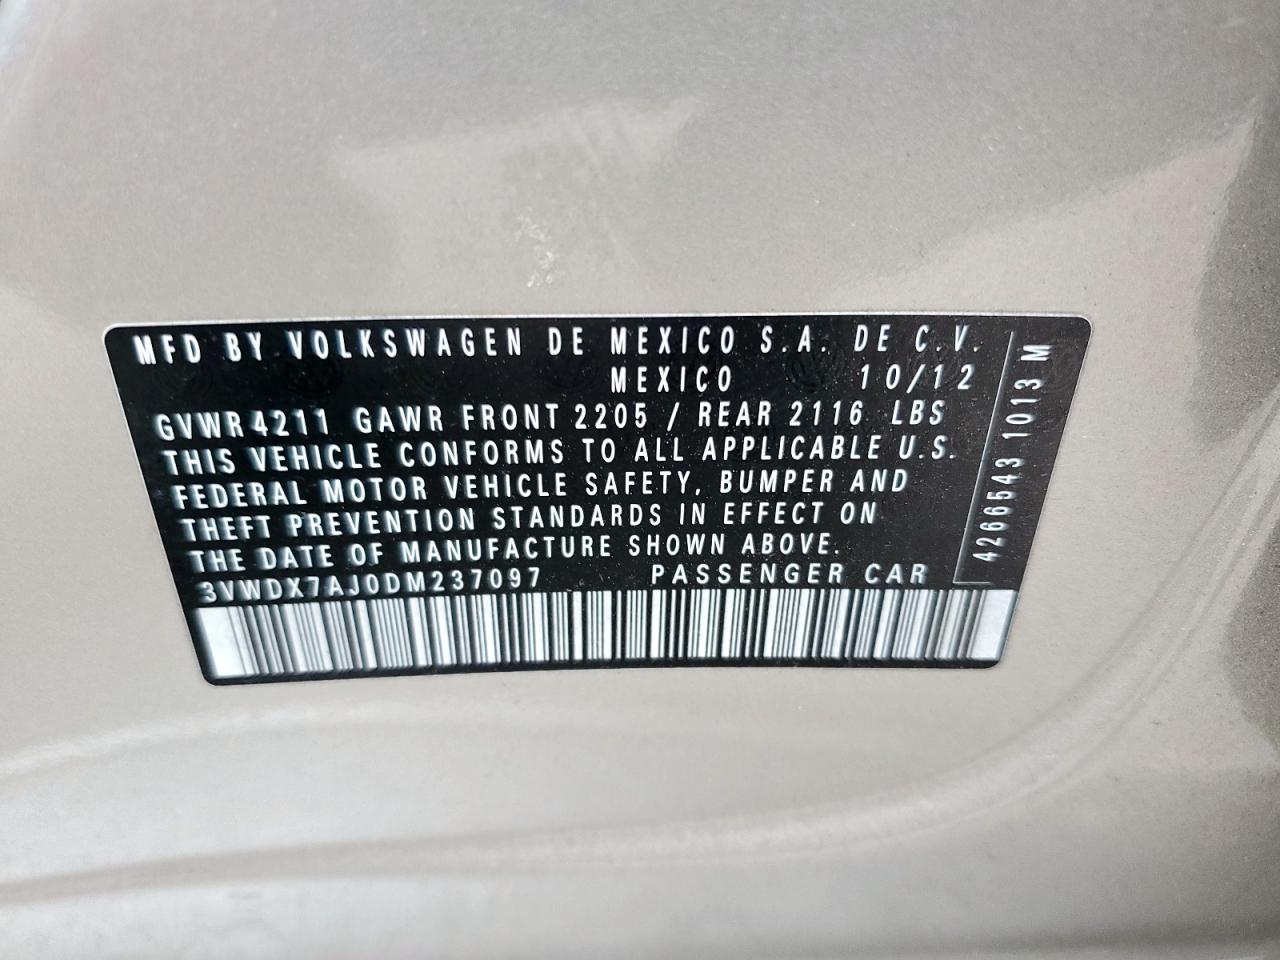 MFD BY VOLKSWAGEN DE MEXICO S.A. DE C.V.
MEXICO 10/12
GVWR 4211 GAWR FRONT 2205 / REAR 2116 LBS
THIS VEHICLE CONFORMS TO ALL APPLICABLE U.S.
FEDERAL MOTOR VEHICLE SAFETY, BUMPER AND
THEFT PREVENTION STANDARDS IN EFFECT ON
THE DATE OF MANUFACTURE SHOWN ABOVE.
3VWDX7AJ0DM237097 PASSENGER CAR
4266543 1013 M